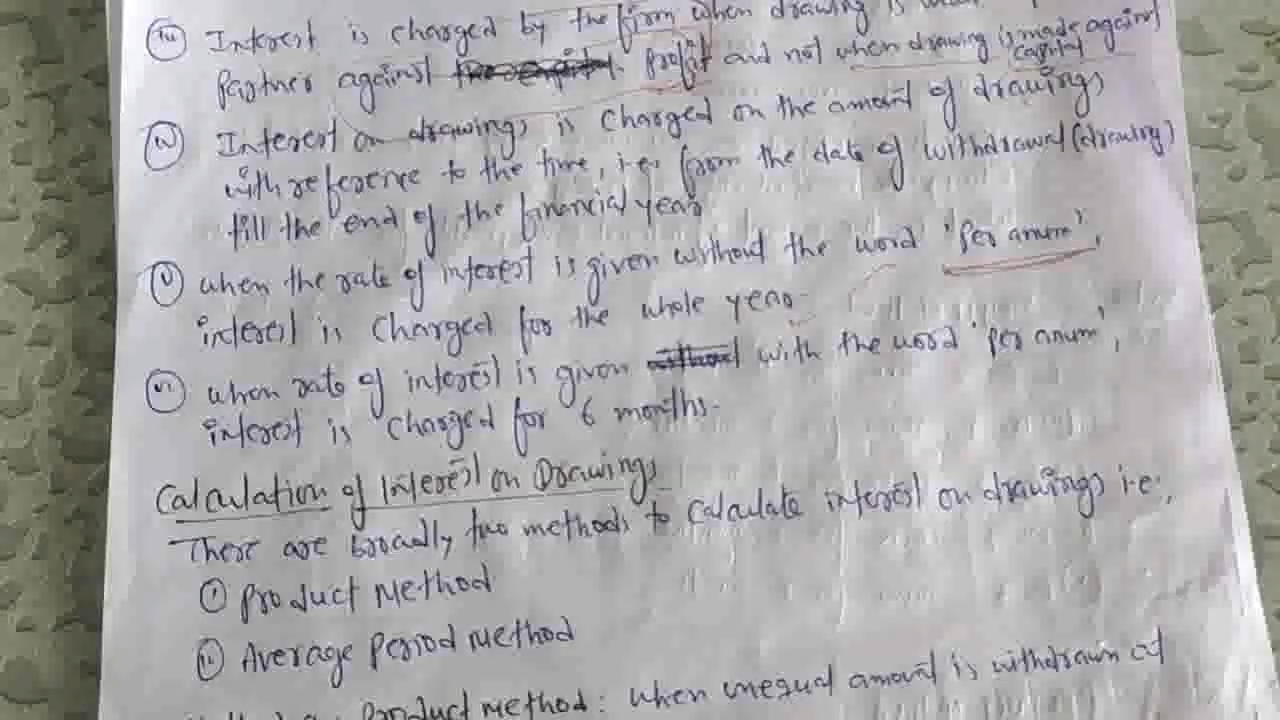 (iii) Interest is charged by the firm when drawing is
Partner against profit and not when drawing is made against capital
(iv) Interest on drawings is charged on the amount of drawings
with reference to the time, i.e. from the date of withdrawal (drawing)
till the end of the financial year
(v) when the rate of interest is given without the word 'Per anum',
interest is charged for the whole year.
(vi) when rate of interest is given with the word 'per anum',
interest is charged for 6 months.
Calculation of Interest on Drawings
There are broadly two methods to calculate interest on drawings i.e.,
(i) Product Method
(ii) Average Period Method
Product method: when unequal amount is withdrawn at